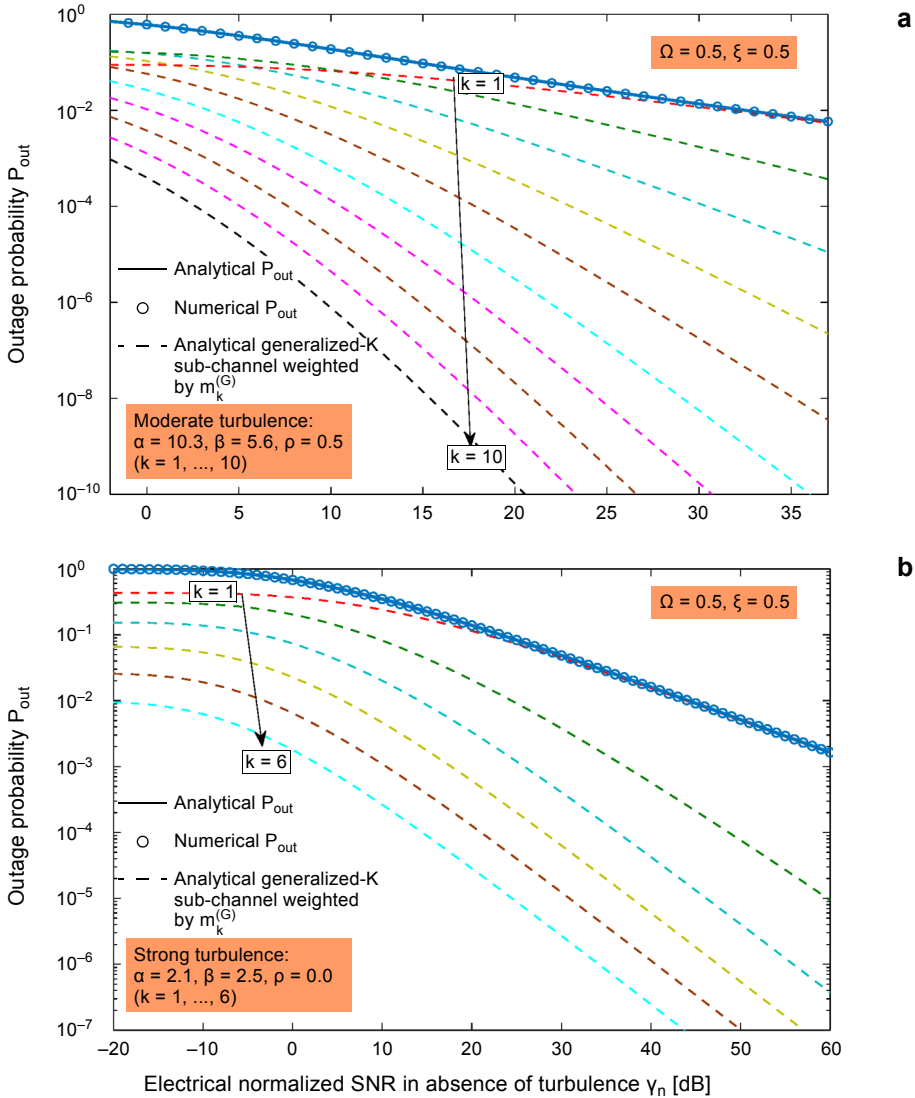 a
10^0
10^−2
10^−4
10^−6
10^−8
10^−10
Outage probability P_out
Ω = 0.5, ξ = 0.5
k = 1
k = 10
Analytical P_out
Numerical P_out
Analytical generalized-K
sub-channel weighted
by m_k^(G)
Moderate turbulence:
α = 10.3, β = 5.6, ρ = 0.5
(k = 1, ..., 10)
0 5 10 15 20 25 30 35
b
10^0
10^−1
10^−2
10^−3
10^−4
10^−5
10^−6
10^−7
Outage probability P_out
Ω = 0.5, ξ = 0.5
k = 1
k = 6
Analytical P_out
Numerical P_out
Analytical generalized-K
sub-channel weighted
by m_k^(G)
Strong turbulence:
α = 2.1, β = 2.5, ρ = 0.0
(k = 1, ..., 6)
−20 −10 0 10 20 30 40 50 60
Electrical normalized SNR in absence of turbulence γ_n [dB]